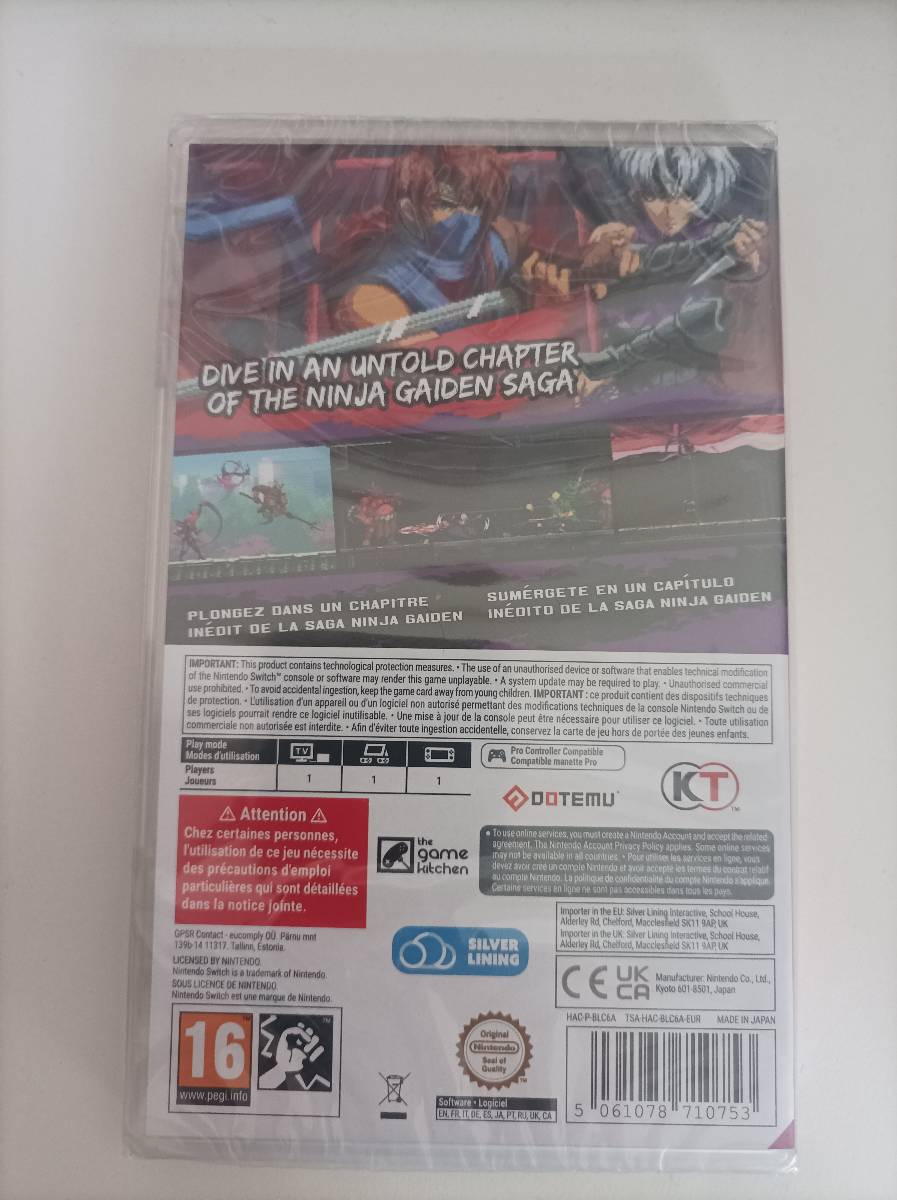 DIVE IN AN UNTOLD CHAPTER
OF THE NINJA GAIDEN SAGA
PLONGEZ DANS UN CHAPITRE
INÉDIT DE LA SAGA NINJA GAIDEN
SUMÉRGETE EN UN CAPÍTULO
INÉDITO DE LA SAGA NINJA GAIDEN
IMPORTANT: This product contains technological protection measures. • The use of an unauthorised device or software that enables technical modification
of the Nintendo Switch™ console or software may render this game unplayable. • A system update may be required to play. • Unauthorised commercial
use prohibited. • To avoid accidental ingestion, keep the game card away from young children. IMPORTANT : ce produit contient des dispositifs techniques
de protection. • L'utilisation d'un appareil ou d'un logiciel non autorisé permettant des modifications techniques de la console Nintendo Switch ou de
ses logiciels pourrait rendre ce logiciel inutilisable. • Une mise à jour de la console peut être nécessaire pour utiliser ce logiciel. • Toute utilisation
commerciale non autorisée est interdite. • Afin d'éviter toute ingestion accidentelle, conservez la carte de jeu hors de portée des jeunes enfants.
Play mode
Modes d'utilisation
TV
Players
Joueurs
1
1
1
Pro Controller Compatible
Compatible manette Pro
DOTEMU
KT™
⚠ Attention ⚠
Chez certaines personnes,
l'utilisation de ce jeu nécessite
des précautions d'emploi
particulières qui sont détaillées
dans la notice jointe.
the
game
kitchen
• To use online services, you must create a Nintendo Account and accept the related
agreement. The Nintendo Account Privacy Policy applies. Some online services
may not be available in all countries. • Pour utiliser les services en ligne, vous
devez avoir créé un compte Nintendo et avoir accepté les termes du contrat relatif
au compte Nintendo. La politique de confidentialité du compte Nintendo s'applique.
Certains services en ligne ne sont pas accessibles dans tous les pays.
GPSR Contact - eucomply OÜ. Pärnu mnt
139b-14 11317. Tallinn, Estonia.
LICENSED BY NINTENDO.
Nintendo Switch is a trademark of Nintendo.
SOUS LICENCE DE NINTENDO.
Nintendo Switch est une marque de Nintendo.
SILVER
LINING
Importer in the EU: Silver Lining Interactive, School House,
Alderley Rd, Chelford, Macclesfield SK11 9AP, UK
Importer in the UK: Silver Lining Interactive, School House,
Alderley Rd, Chelford, Macclesfield SK11 9AP, UK
CE
UK
CA
Manufacturer: Nintendo Co., Ltd.,
Kyoto 601-8501, Japan
HAC-P-BLC6A TSA-HAC-BLC6A-EUR MADE IN JAPAN
16
www.pegi.info
Original
Nintendo
Seal of
Quality
Software • Logiciel
EN, FR, IT, DE, ES, JA, PT, RU, UK, CA
5 061078 710753